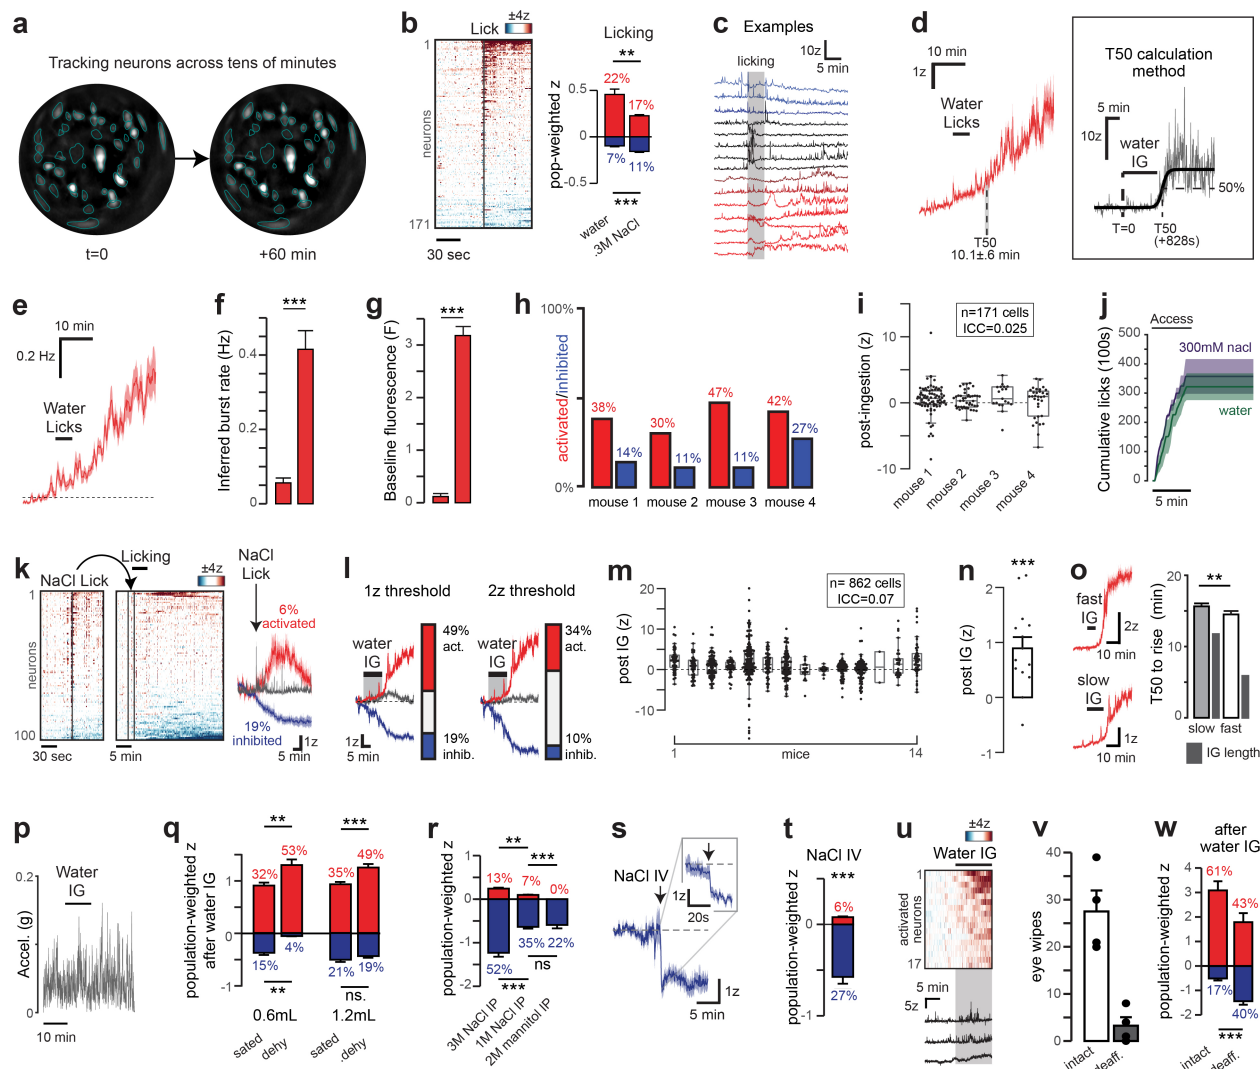 a
Tracking neurons across tens of minutes
t=0
+60 min
b
Lick
±4z
1
neurons
171
30 sec
Licking
**
22%
17%
0.5
0
-0.5
pop-weighted z
7%
11%
***
water
.3M NaCl
c
Examples
10z
5 min
licking
d
10 min
1z
Water
Licks
T50
10.1±.6 min
T50 calculation
method
5 min
10z
water
IG
50%
T=0
T50
(+828s)
e
10 min
0.2 Hz
Water
Licks
f
***
Inferred burst rate (Hz)
0.4
0.2
0
g
***
Baseline fluorescence (F)
3
2
1
0
h
100%
activated/inhibited
0%
38%
14%
30%
11%
47%
11%
42%
27%
mouse 1
mouse 2
mouse 3
mouse 4
i
n=171 cells
ICC=0.025
post-ingestion (z)
10
0
-10
mouse 1
mouse 2
mouse 3
mouse 4
j
Access
Cumulative licks (100s)
500
400
300
200
100
0
300mM nacl
water
5 min
k
Licking
NaCl Lick
±4z
1
neurons
100
30 sec
5 min
NaCl
Lick
6%
activated
19%
inhibited
1z
5 min
l
1z threshold
water
IG
49%
act.
19%
inhib.
1z
5 min
2z threshold
water
IG
34%
act.
10%
inhib.
1z
5 min
m
n= 862 cells
ICC=0.07
post IG (z)
20
10
0
-10
1
mice
14
n
***
post IG (z)
2
1
0
-1
o
fast
IG
2z
10 min
slow
IG
1z
10 min
**
T50 to rise (min)
20
15
10
5
0
slow
fast
IG length
p
Water
IG
Accel. (g)
0.2
0
10 min
q
**
***
population-weighted z
after water IG
1
0
-1
32%
53%
35%
49%
15%
4%
21%
19%
**
ns.
0.6mL
1.2mL
sated
dehy
sated
.dehy
r
**
***
population-weighted z
1
0
-1
-2
13%
7%
0%
52%
35%
22%
***
ns
3M NaCl IP
1M NaCl IP
2M mannitol IP
s
NaCl IV
1z
20s
1z
5 min
t
NaCl IV
***
population-weighted z
0
-1
6%
27%
u
±4z
Water IG
1
activated
neurons
17
5 min
5z
v
eye wipes
40
30
20
10
0
intact
deaff.
w
after
water IG
population-weighted z
4
3
2
1
0
-1
-2
61%
43%
17%
40%
***
intact
deaff.